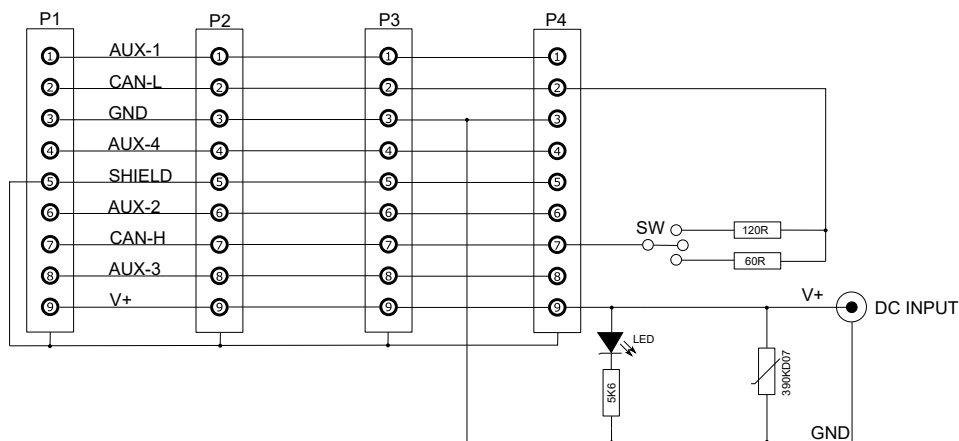 P1 P2 P3 P4
1 AUX-1 1 1 1
2 CAN-L 2 2 2
3 GND 3 3 3
4 AUX-4 4 4 4
5 SHIELD 5 5 5
6 AUX-2 6 6 6
7 CAN-H 7 7 7
8 AUX-3 8 8 8
9 V+ 9 9 9
SW
120R
60R
V+
DC INPUT
LED
5K6
390KD07
GND